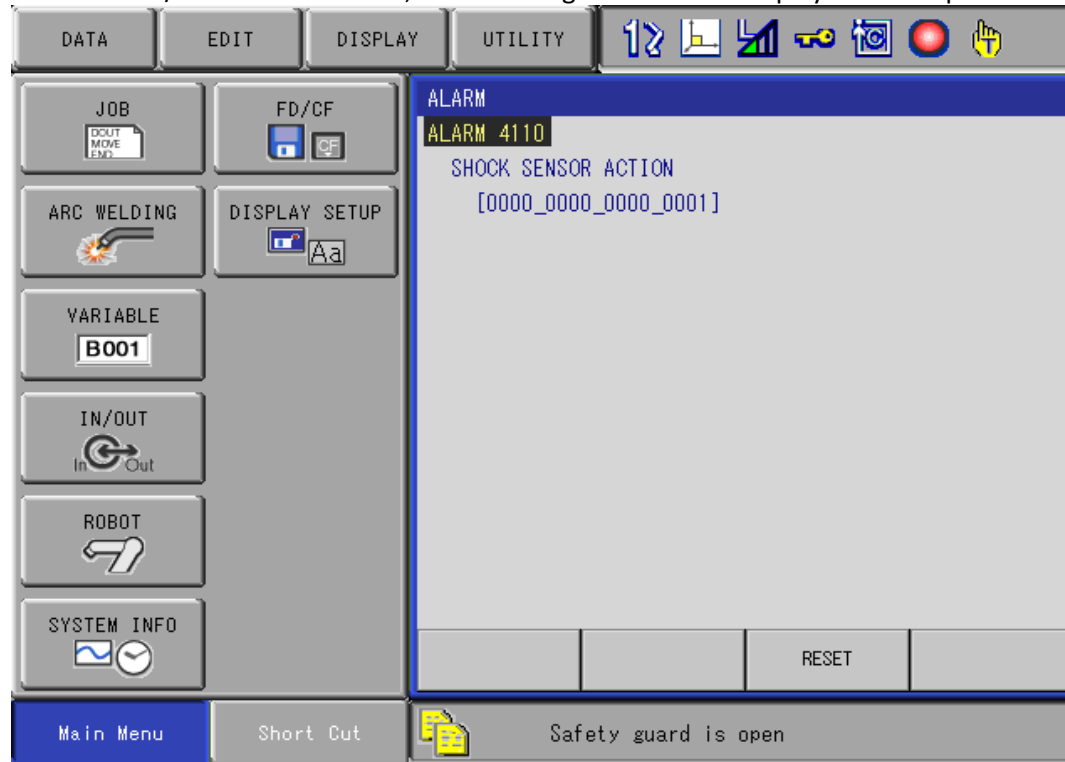 DATA
EDIT
DISPLAY
UTILITY
JOB
DOUT
MOVE
END
FD/CF
CF
ARC WELDING
DISPLAY SETUP
Aa
VARIABLE
B001
IN/OUT
In Out
ROBOT
SYSTEM INFO
ALARM
ALARM 4110
SHOCK SENSOR ACTION
[0000_0000_0000_0001]
RESET
Main Menu
Short Cut
Safety guard is open